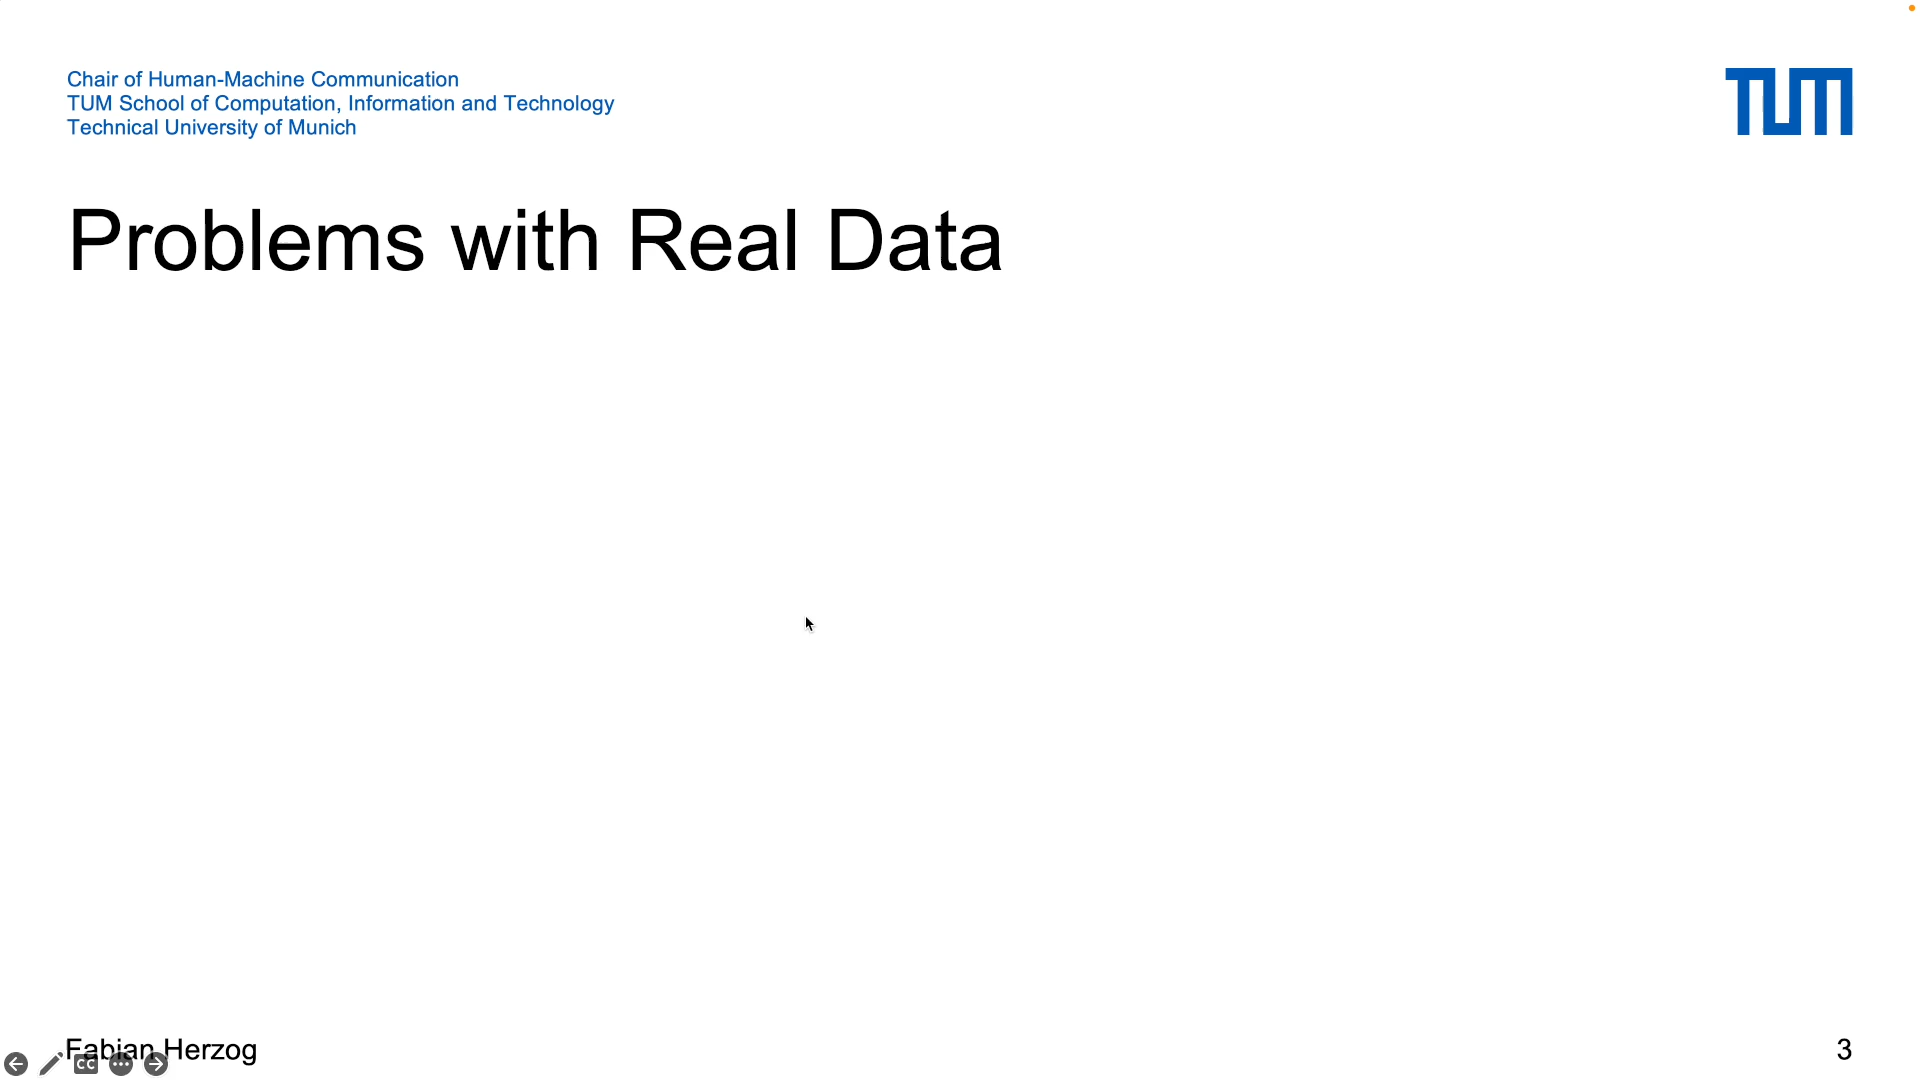 Chair of Human-Machine Communication
TUM School of Computation, Information and Technology
Technical University of Munich
TUM
Problems with Real Data
Fabian Herzog
CC
3